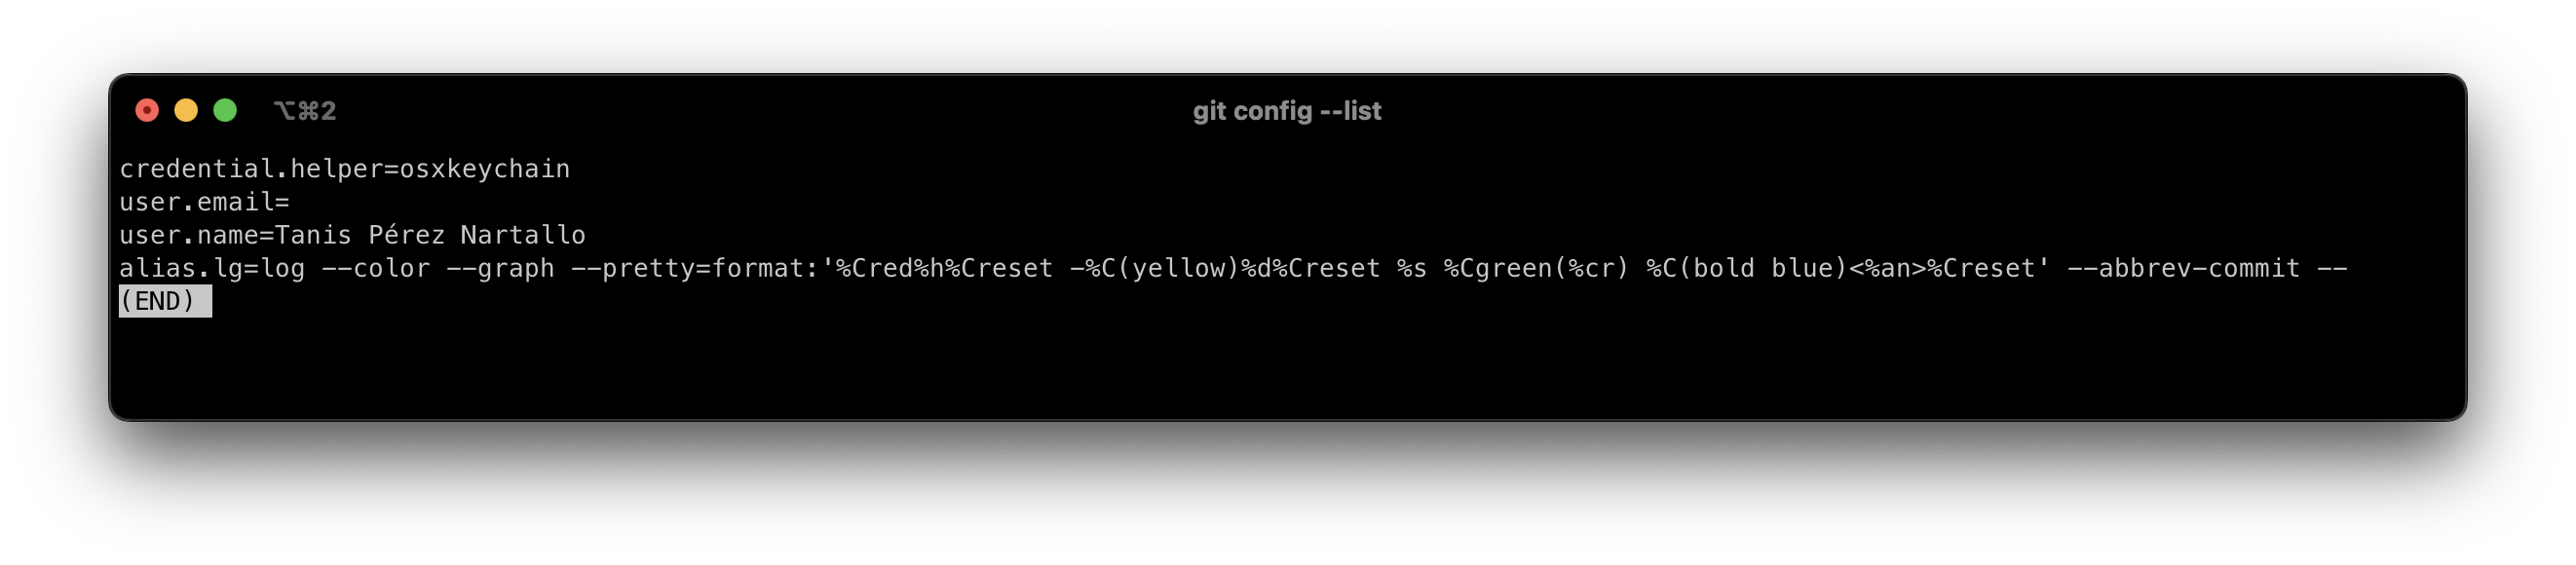 ⌥⌘2
git config --list
credential.helper=osxkeychain
user.email=
user.name=Tanis Pérez Nartallo
alias.lg=log --color --graph --pretty=format:'%Cred%h%Creset -%C(yellow)%d%Creset %s %Cgreen(%cr) %C(bold blue)<%an>%Creset' --abbrev-commit --
(END)